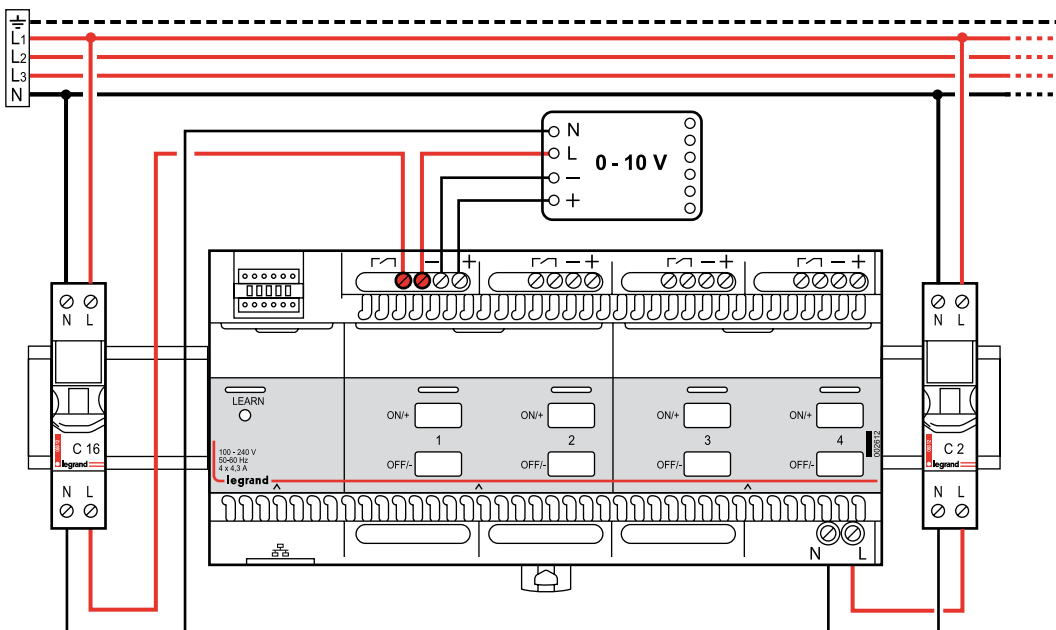 L1
L2
L3
N
N
L
0 - 10 V
−
+
− +
− +
− +
− +
N L
N L
LEARN
ON/+
ON/+
ON/+
ON/+
1
2
3
4
002612
C 16
legrand
100 - 240 V
50-60 Hz
4 x 4,3 A
OFF/-
OFF/-
OFF/-
OFF/-
legrand
C 2
legrand
N L
N L
N L